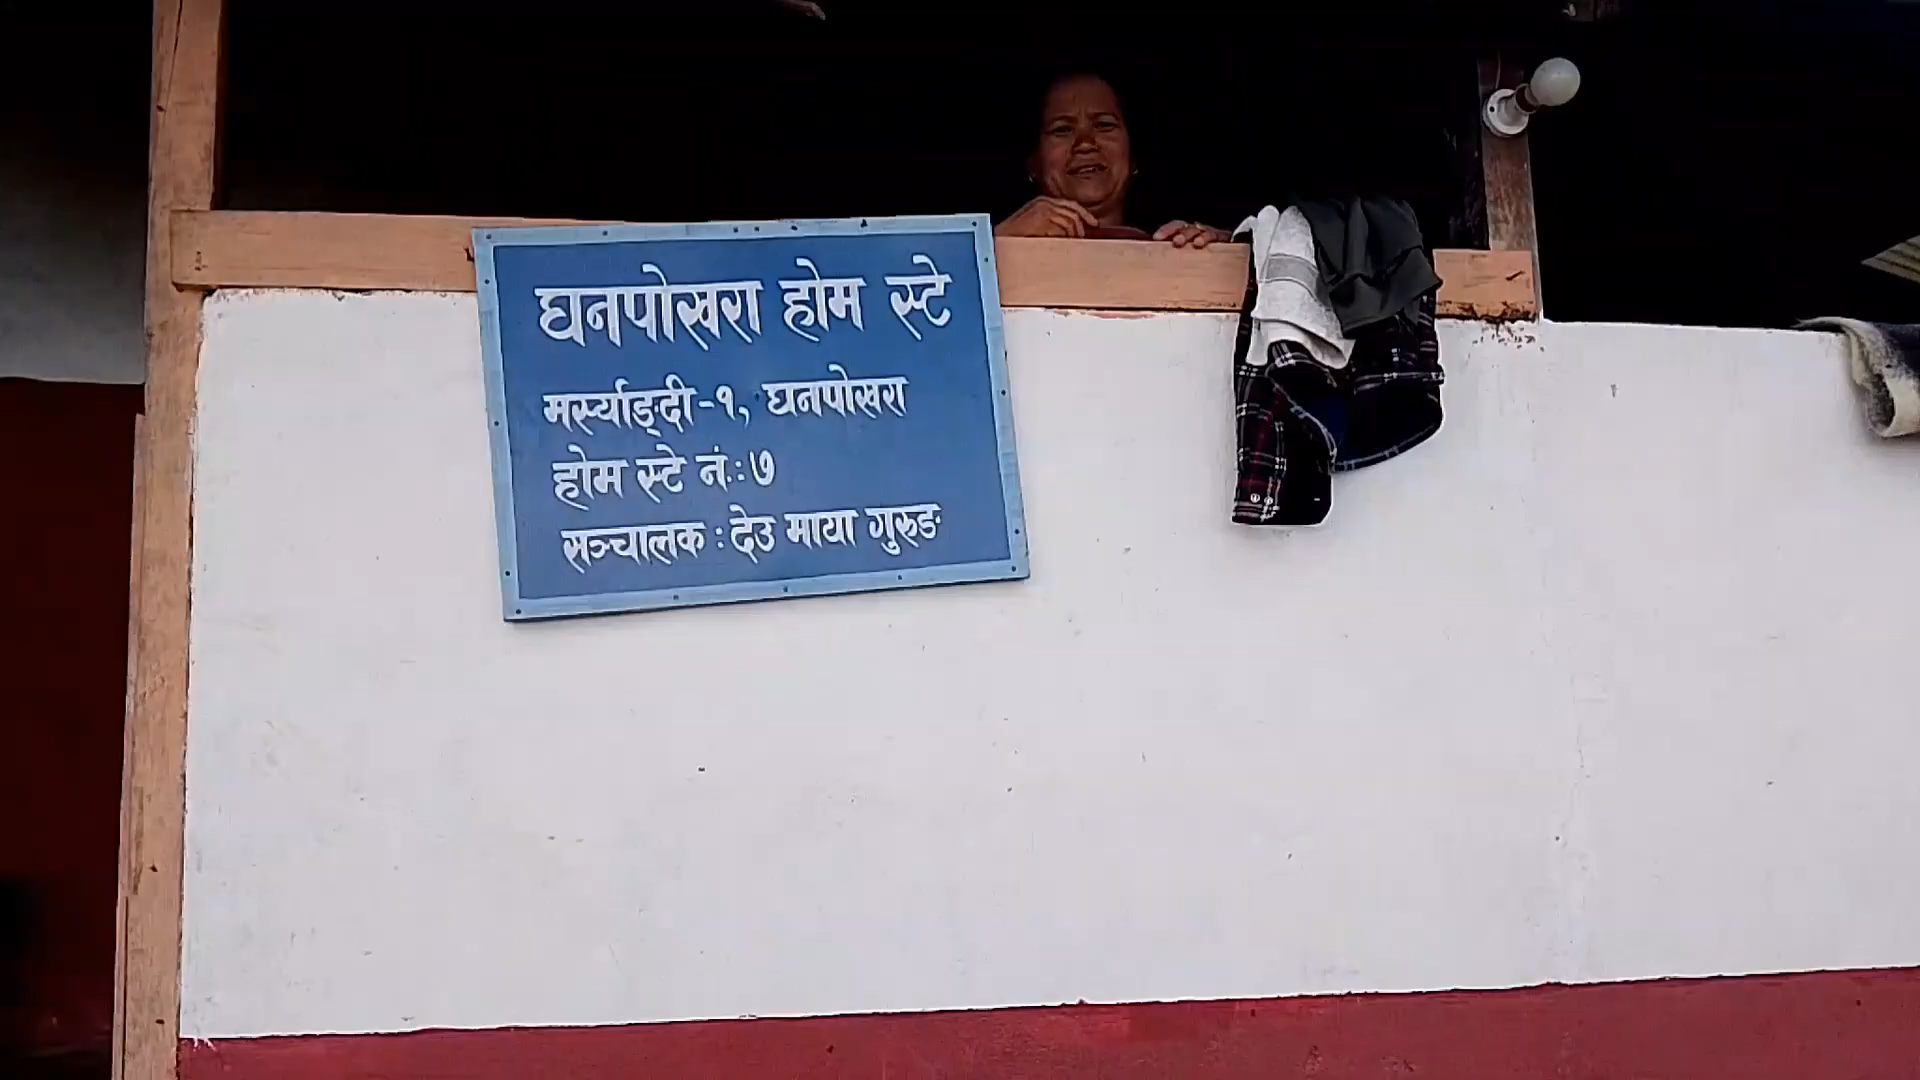 घनपोखरा होम स्टे
मर्स्याङ्दी-१, घनपोखरा
होम स्टे नं.:७
सञ्चालक : देउ माया गुरुङ